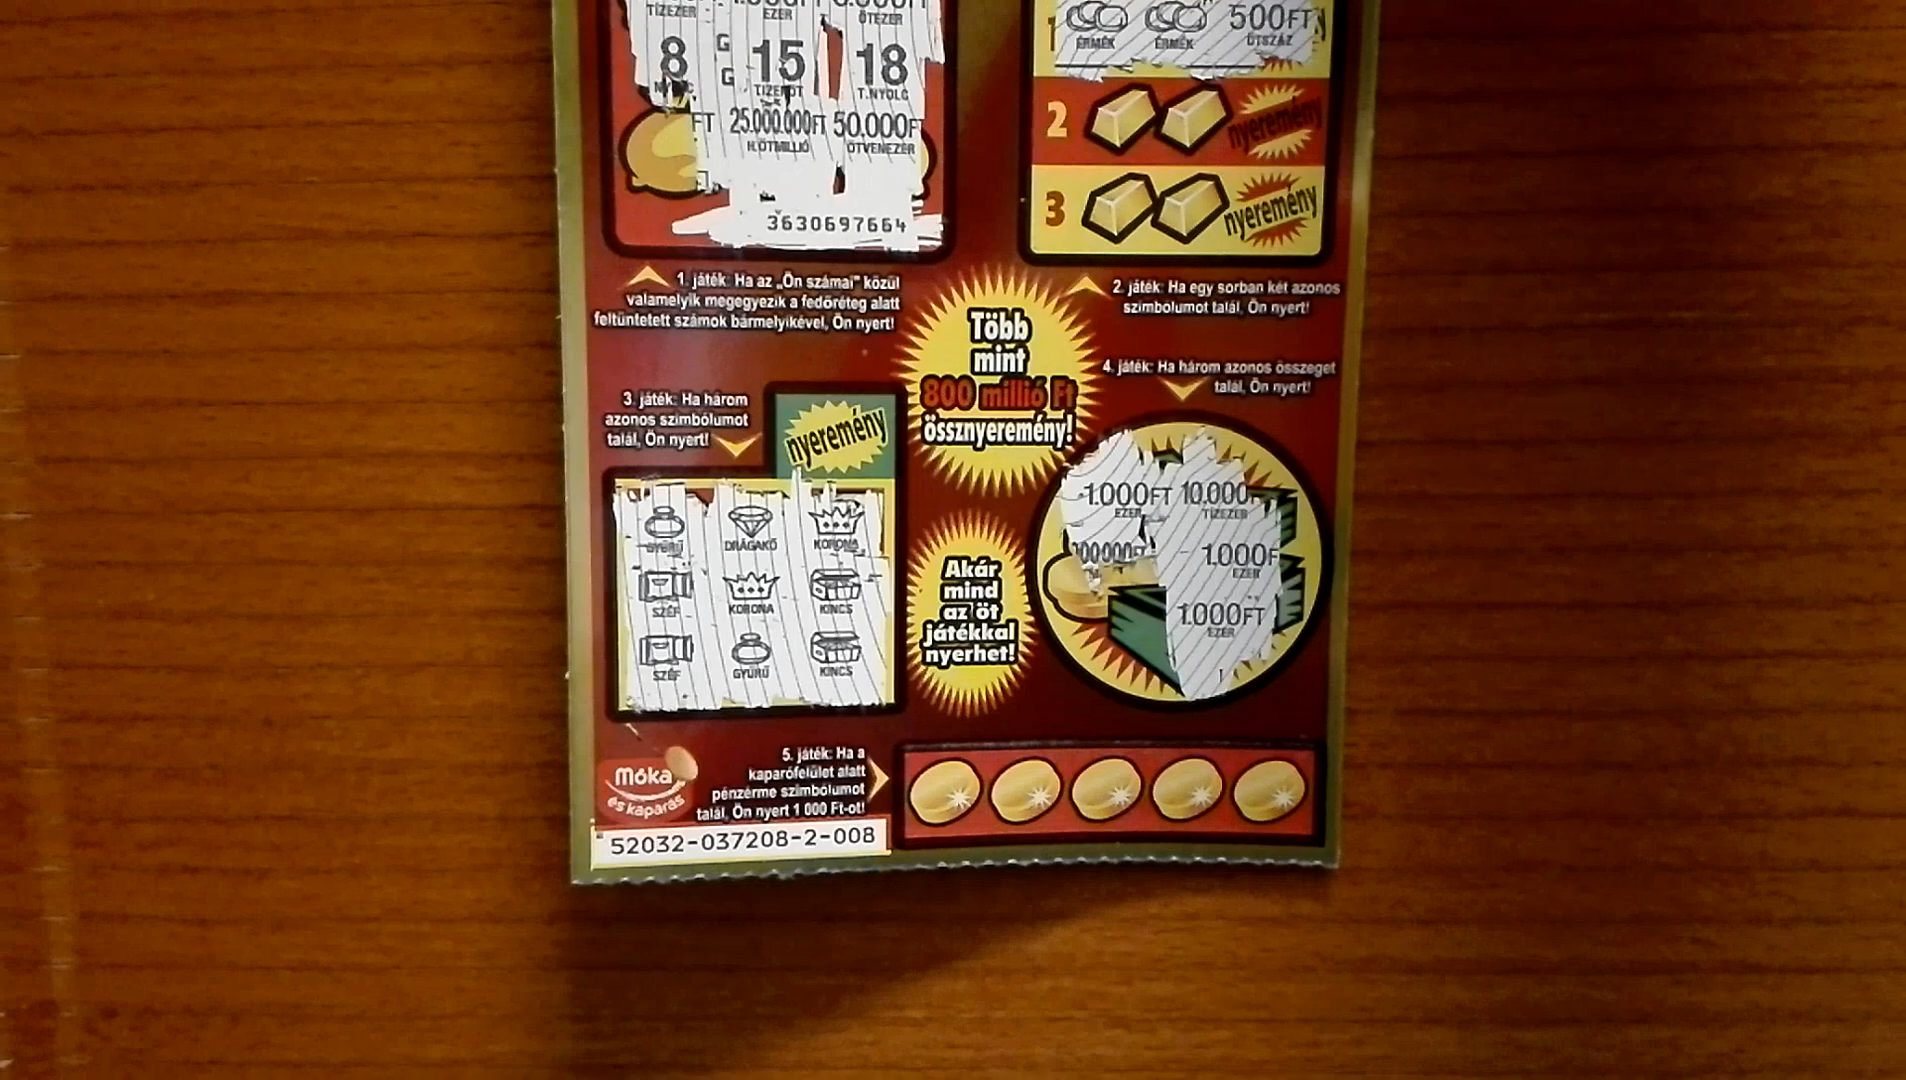 TÍZEZER EZER ÖTEZER
8 15 18
TIZENÖT T.NYOLC
FT 25.000.000FT 50.000FT
H.ÖTMILLIÓ ÖTVENEZER
3630697664
1 500FT
ÉRMÉK ÉRMÉK ÖTSZÁZ
2 nyeremény
3 nyeremény
1. játék: Ha az „Ön számai” közül
valamelyik megegyezik a fedőréteg alatt
feltüntetett számok bármelyikével, Ön nyert!
2. játék: Ha egy sorban két azonos
szimbólumot talál, Ön nyert!
Több
mint
800 millió Ft
össznyeremény!
3. játék: Ha három
azonos szimbólumot
talál, Ön nyert!
nyeremény
4. játék: Ha három azonos összeget
talál, Ön nyert!
GYŰRŰ DRÁGAKŐ KORONA
SZÉF KORONA KINCS
SZÉF GYŰRŰ KINCS
Akár
mind
az öt
játékkal
nyerhet!
1.000FT 10.000
EZER TÍZEZER
1.000F
EZER
1.000FT
EZER
Móka
és kaparás
5. játék: Ha a
kaparófelület alatt
pénzérme szimbólumot
talál, Ön nyert 1 000 Ft-ot!
52032-037208-2-008